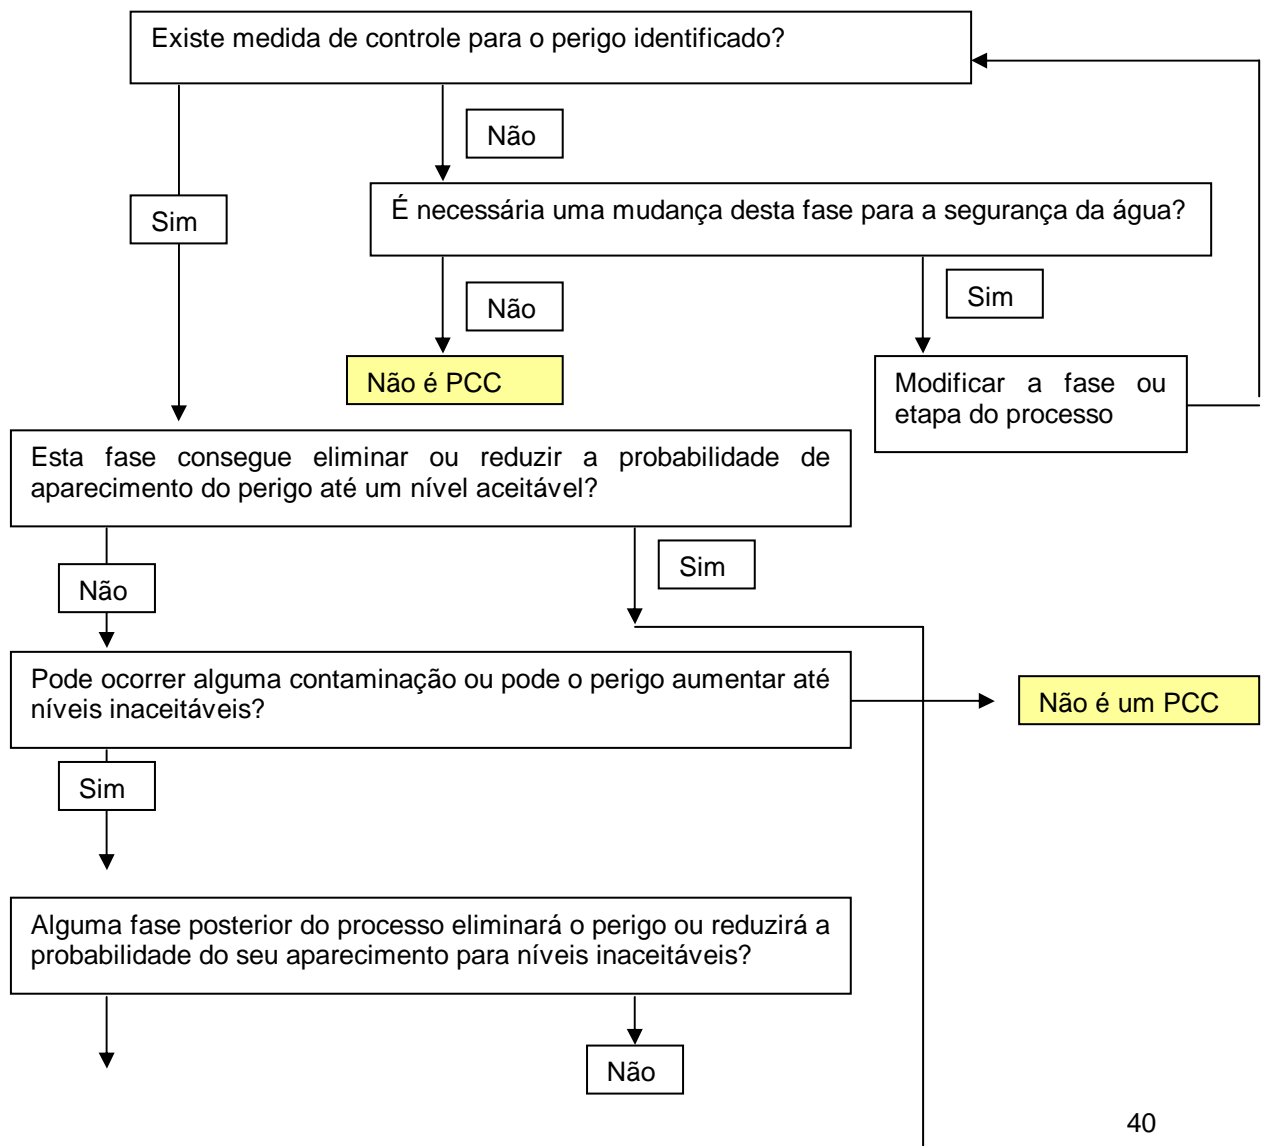 Existe medida de controle para o perigo identificado?
Não
Sim
É necessária uma mudança desta fase para a segurança da água?
Não
Sim
Não é PCC
Modificar a fase ou
etapa do processo
Esta fase consegue eliminar ou reduzir a probabilidade de
aparecimento do perigo até um nível aceitável?
Não
Sim
Pode ocorrer alguma contaminação ou pode o perigo aumentar até
níveis inaceitáveis?
Não é um PCC
Sim
Alguma fase posterior do processo eliminará o perigo ou reduzirá a
probabilidade do seu aparecimento para níveis inaceitáveis?
Não
40